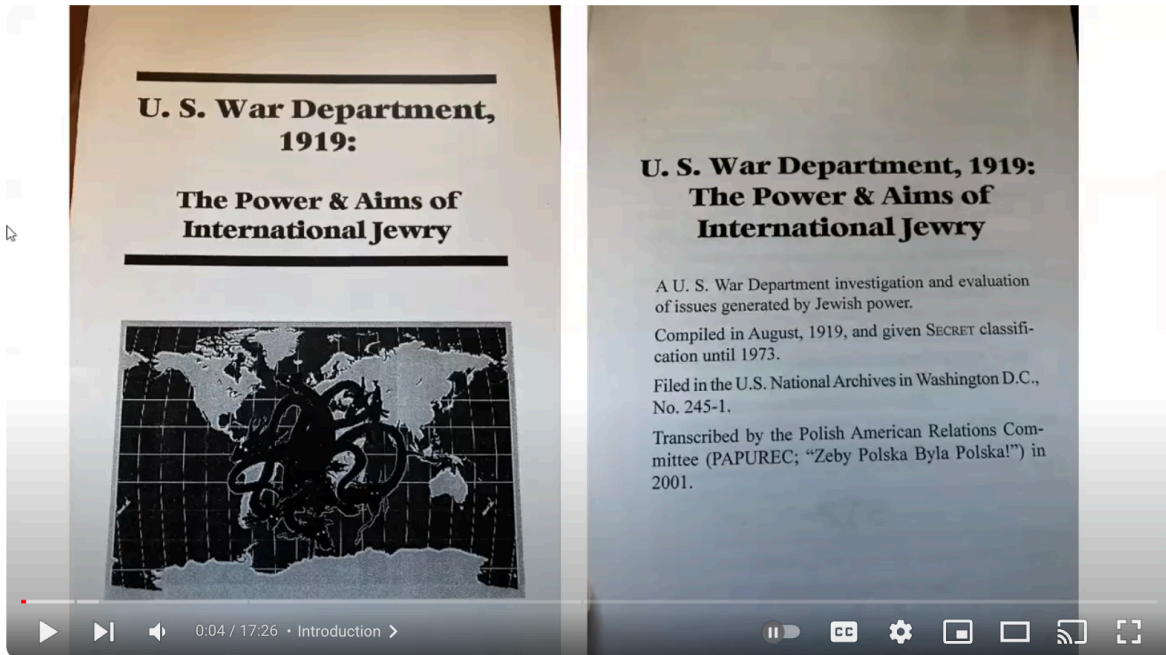 U. S. War Department,
1919:
The Power & Aims of
International Jewry
U. S. War Department, 1919:
The Power & Aims of
International Jewry
A U. S. War Department investigation and evaluation
of issues generated by Jewish power.
Compiled in August, 1919, and given SECRET classifi-
cation until 1973.
Filed in the U.S. National Archives in Washington D.C.,
No. 245-1.
Transcribed by the Polish American Relations Com-
mittee (PAPUREC; “Zeby Polska Byla Polska!”) in
2001.
0:04 / 17:26 • Introduction
CC